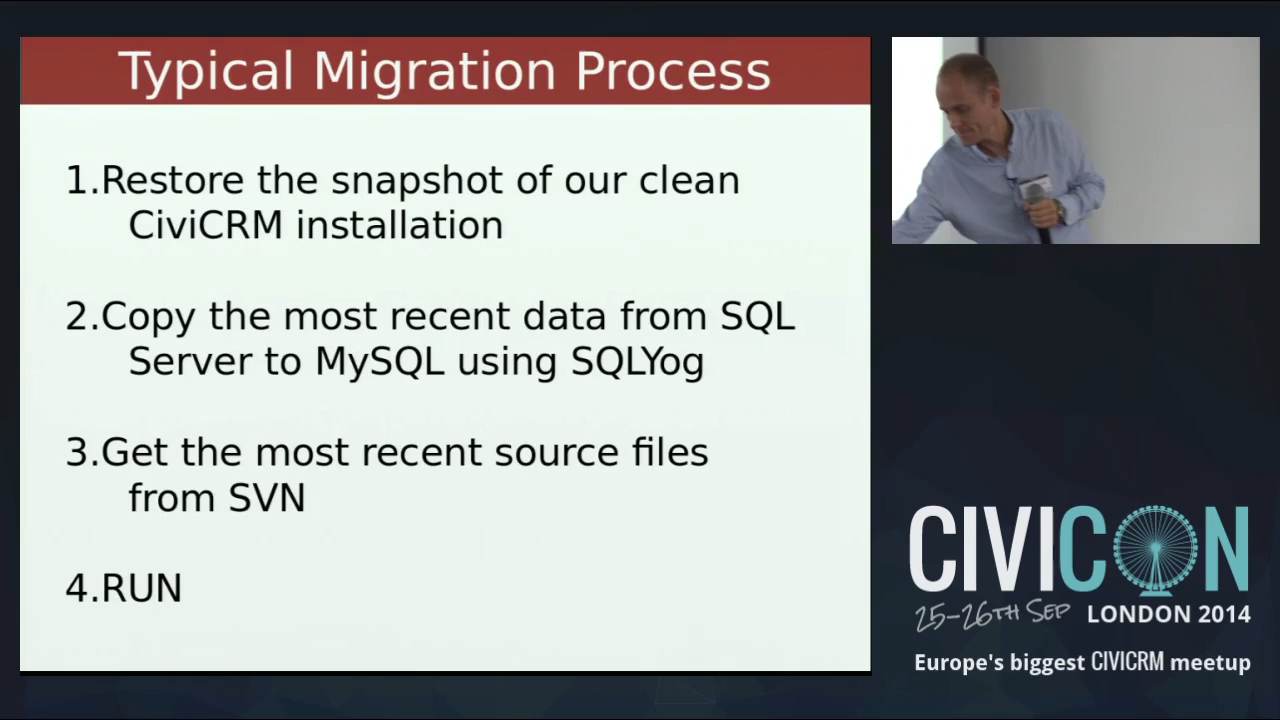 Typical Migration Process
1.Restore the snapshot of our clean
CiviCRM installation
2.Copy the most recent data from SQL
Server to MySQL using SQLYog
3.Get the most recent source files
from SVN
4.RUN
CIVICON
25-26TH SEP LONDON 2014
Europe's biggest CIVICRM meetup